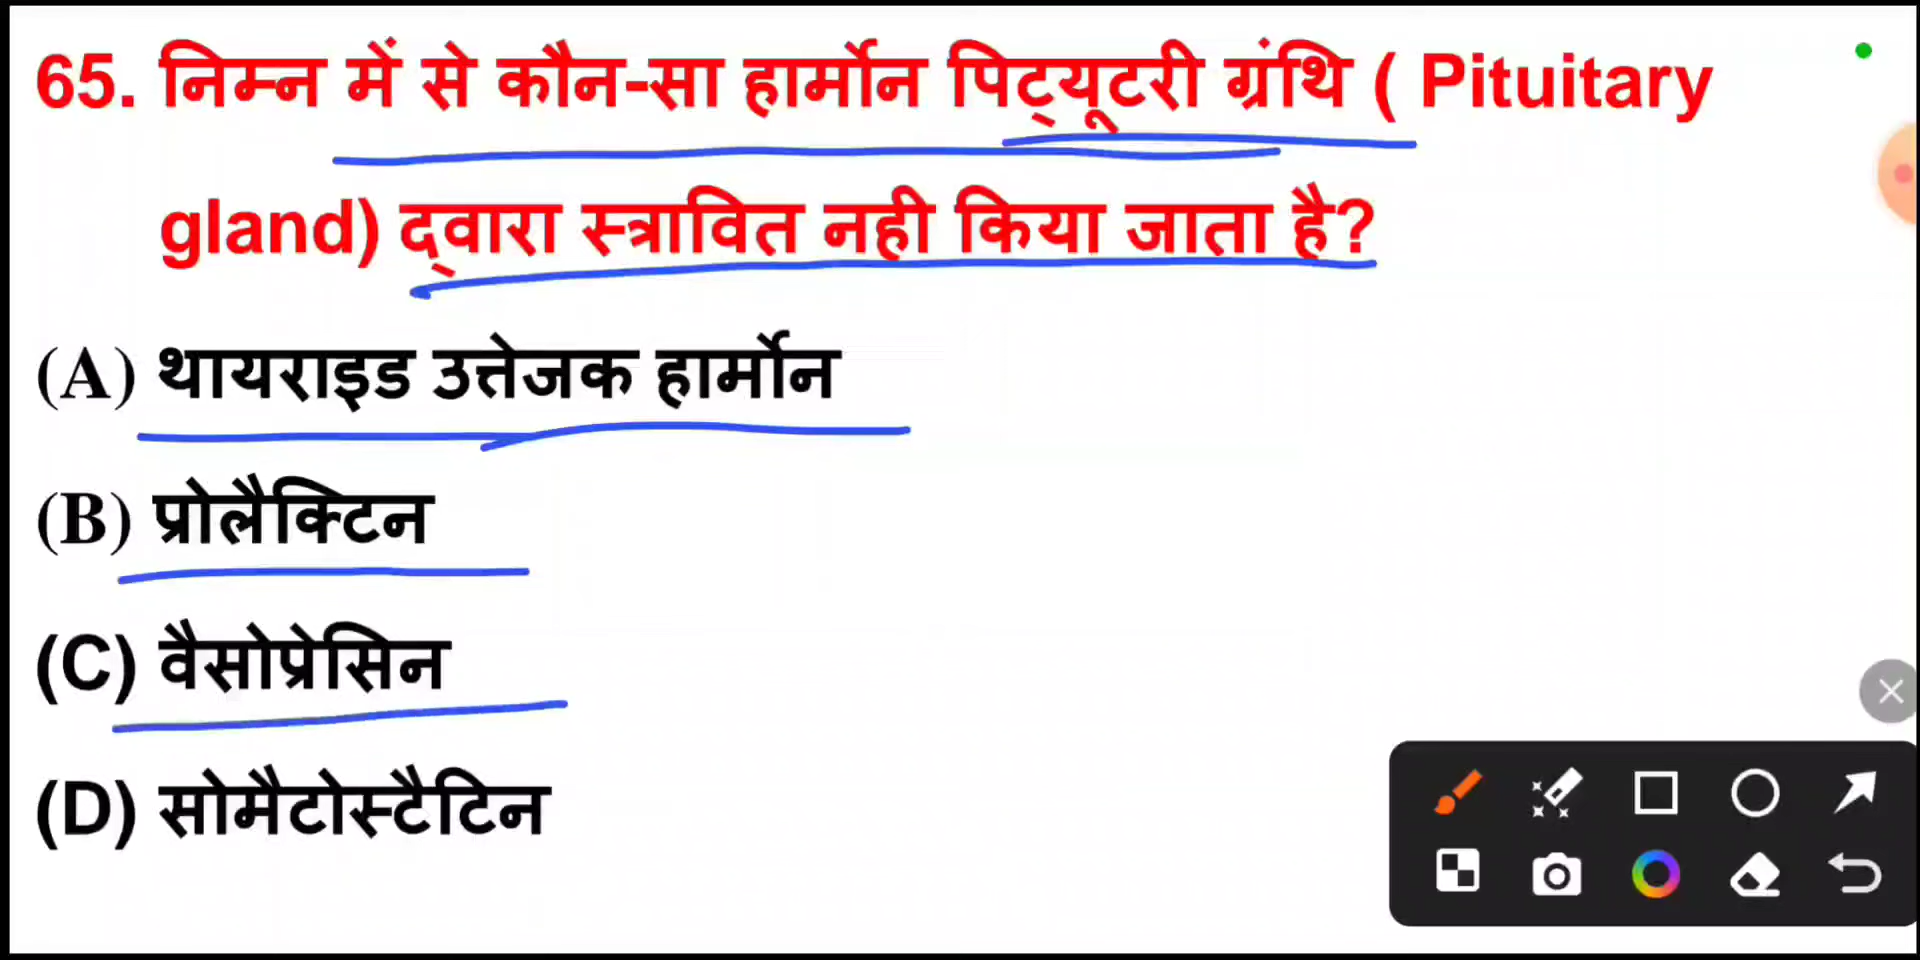 65. निम्न में से कौन-सा हार्मोन पिट्यूटरी ग्रंथि ( Pituitary
gland) द्वारा स्त्रावित नही किया जाता है?
(A) थायराइड उत्तेजक हार्मोन
(B) प्रोलैक्टिन
(C) वैसोप्रेसिन
(D) सोमैटोस्टैटिन